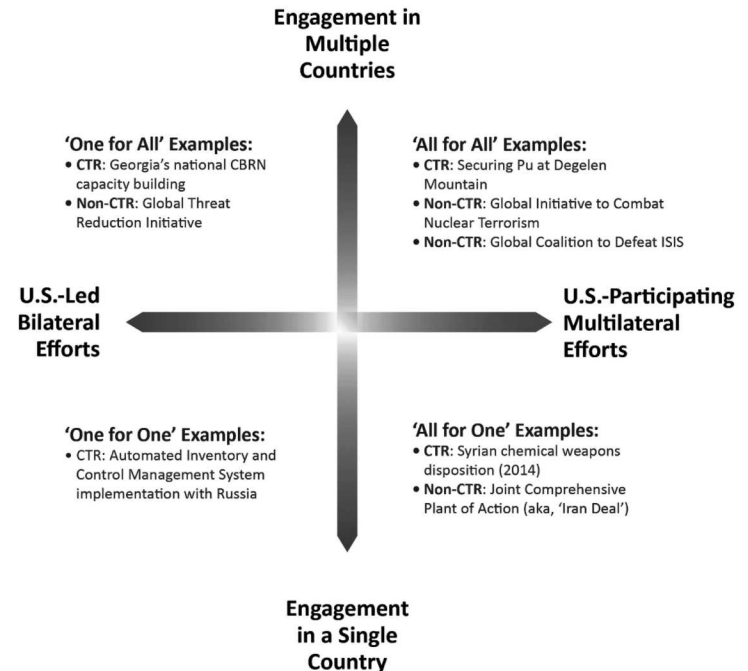 Engagement in
Multiple
Countries
‘One for All’ Examples:
• CTR: Georgia’s national CBRN
capacity building
• Non-CTR: Global Threat
Reduction Initiative
‘All for All’ Examples:
• CTR: Securing Pu at Degelen
Mountain
• Non-CTR: Global Initiative to Combat
Nuclear Terrorism
• Non-CTR: Global Coalition to Defeat ISIS
U.S.-Led
Bilateral
Efforts
U.S.-Participating
Multilateral
Efforts
‘One for One’ Examples:
• CTR: Automated Inventory and
Control Management System
implementation with Russia
‘All for One’ Examples:
• CTR: Syrian chemical weapons
disposition (2014)
• Non-CTR: Joint Comprehensive
Plant of Action (aka, ‘Iran Deal’)
Engagement
in a Single
Country